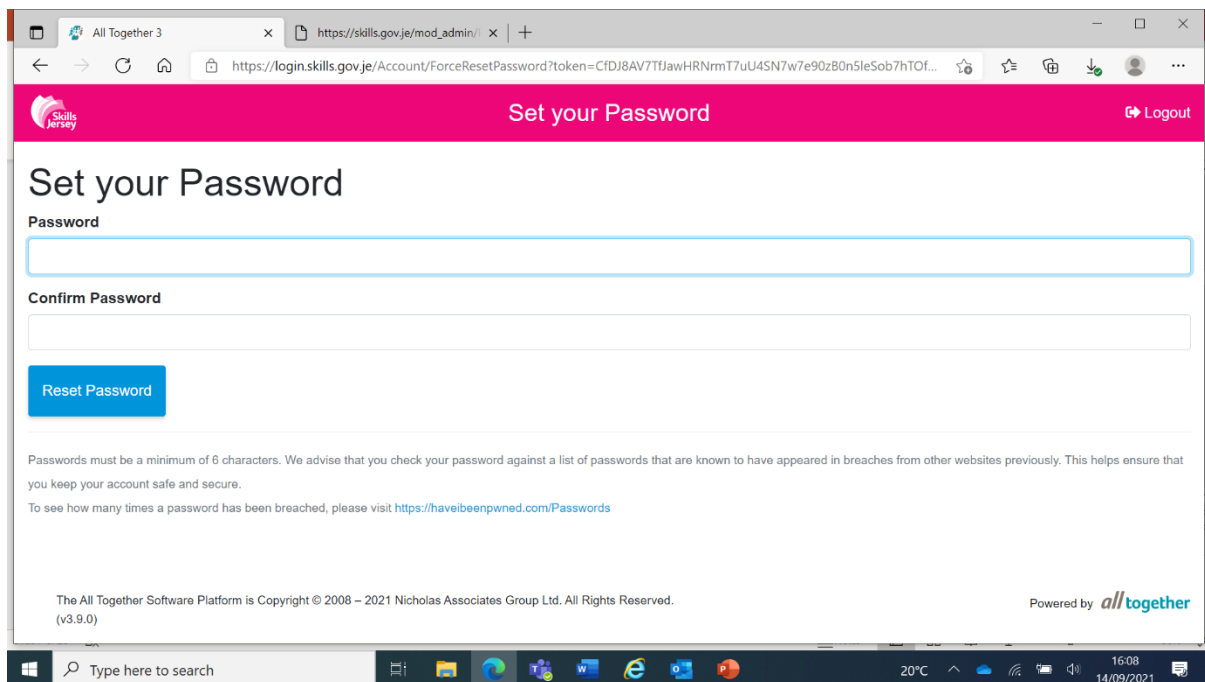 All Together 3
https://skills.gov.je/mod_admin/
https://login.skills.gov.je/Account/ForceResetPassword?token=CfDJ8AV7TfJawHRNrmT7uU4SN7w7e90zB0n5leSob7hTOf...
Skills
Jersey
Set your Password
Logout
Set your Password
Password
Confirm Password
Reset Password
Passwords must be a minimum of 6 characters. We advise that you check your password against a list of passwords that are known to have appeared in breaches from other websites previously. This helps ensure that
you keep your account safe and secure.
To see how many times a password has been breached, please visit https://haveibeenpwned.com/Passwords
The All Together Software Platform is Copyright © 2008 – 2021 Nicholas Associates Group Ltd. All Rights Reserved.
(v3.9.0)
Powered by all together
Type here to search
20°C
16:08
14/09/2021